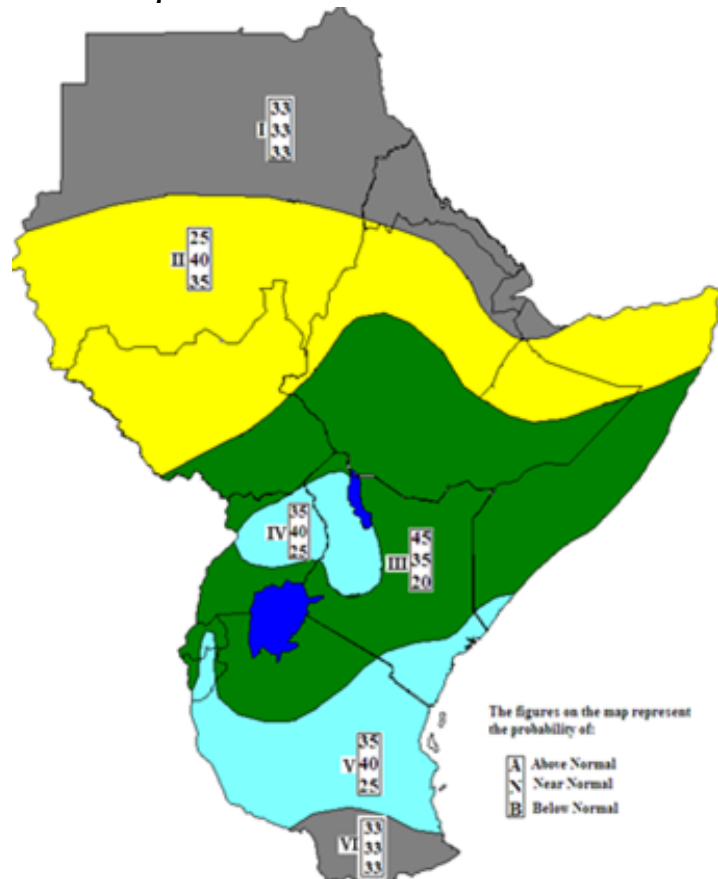 33
I 33
33
25
II 40
35
35
IV 40
25
45
35
III 20
The figures on the map represent
the probability of:
35
V 40
25
A Above Normal
N Near Normal
B Below Normal
33
VI 33
33